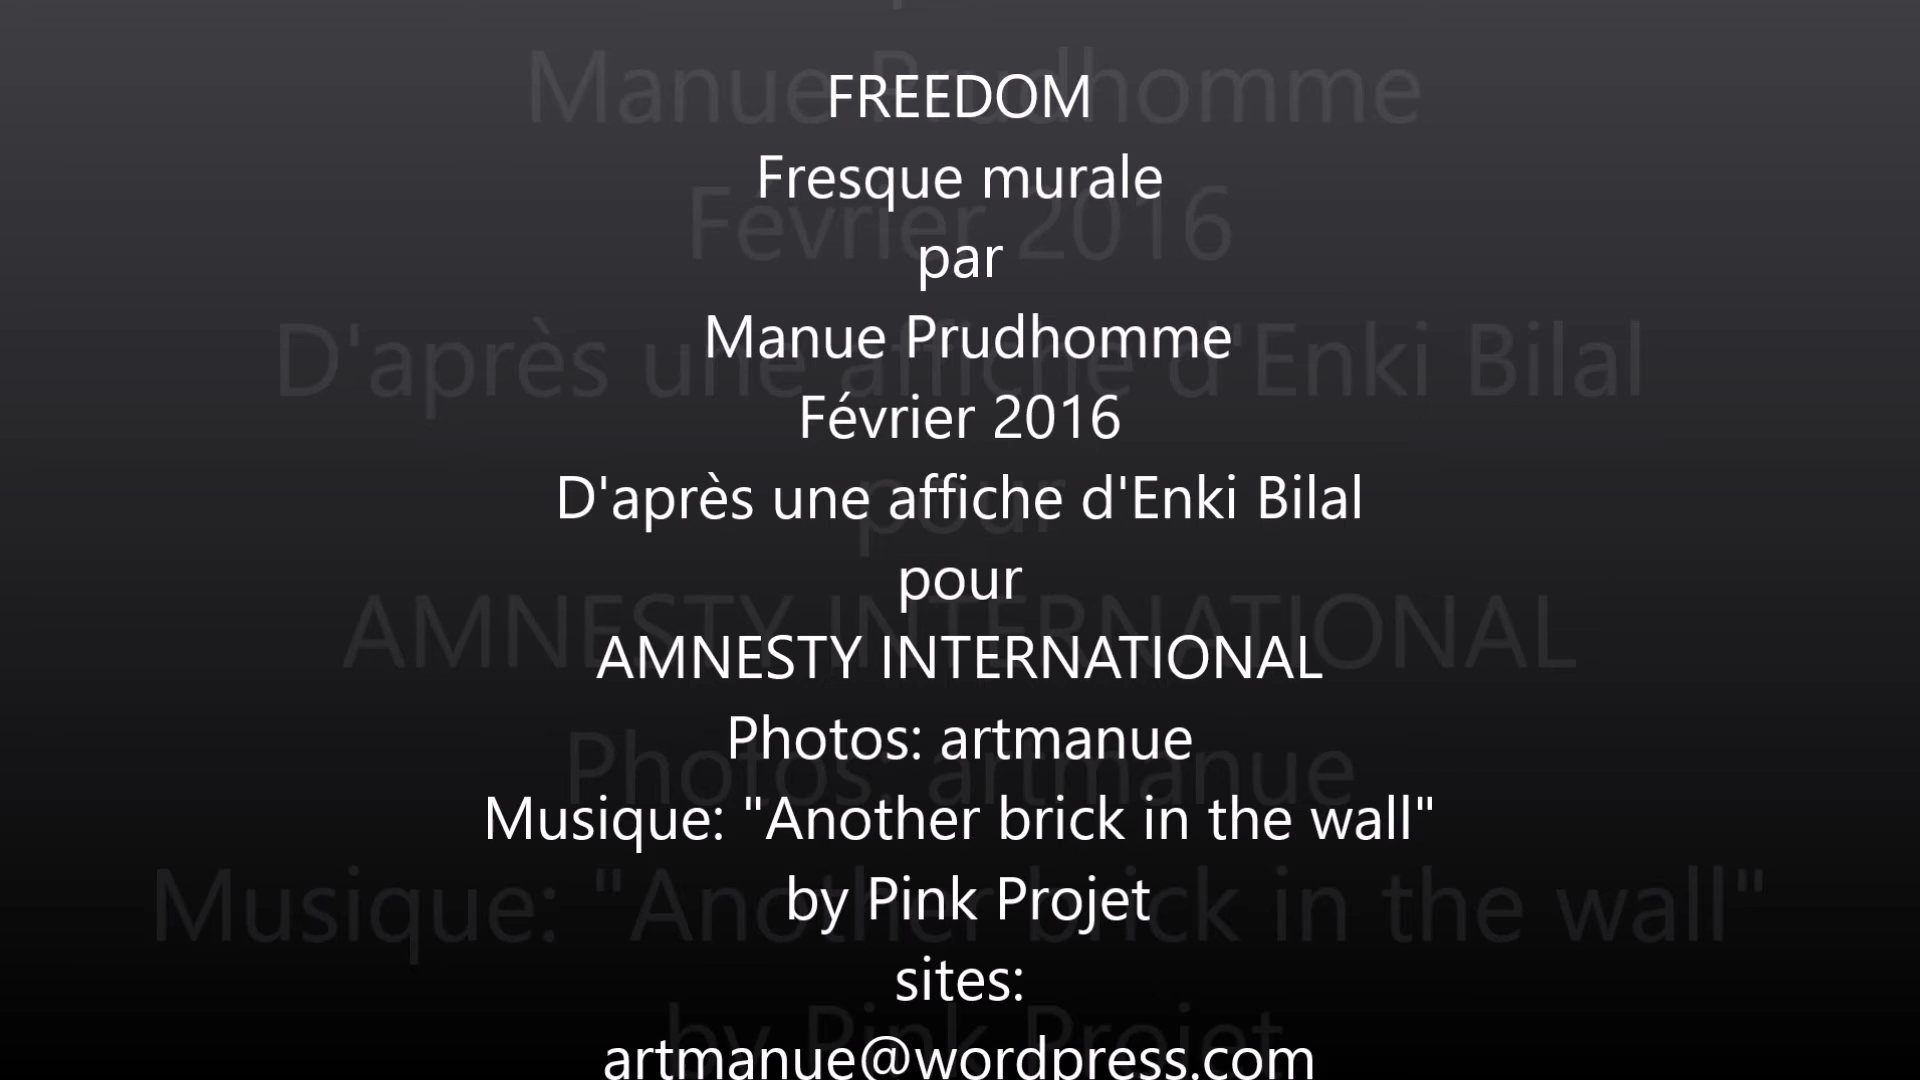 FREEDOM
Fresque murale
par
Manue Prudhomme
Février 2016
D'après une affiche d'Enki Bilal
pour
AMNESTY INTERNATIONAL
Photos: artmanue
Musique: "Another brick in the wall"
by Pink Projet
sites:
artmanue@wordpress.com